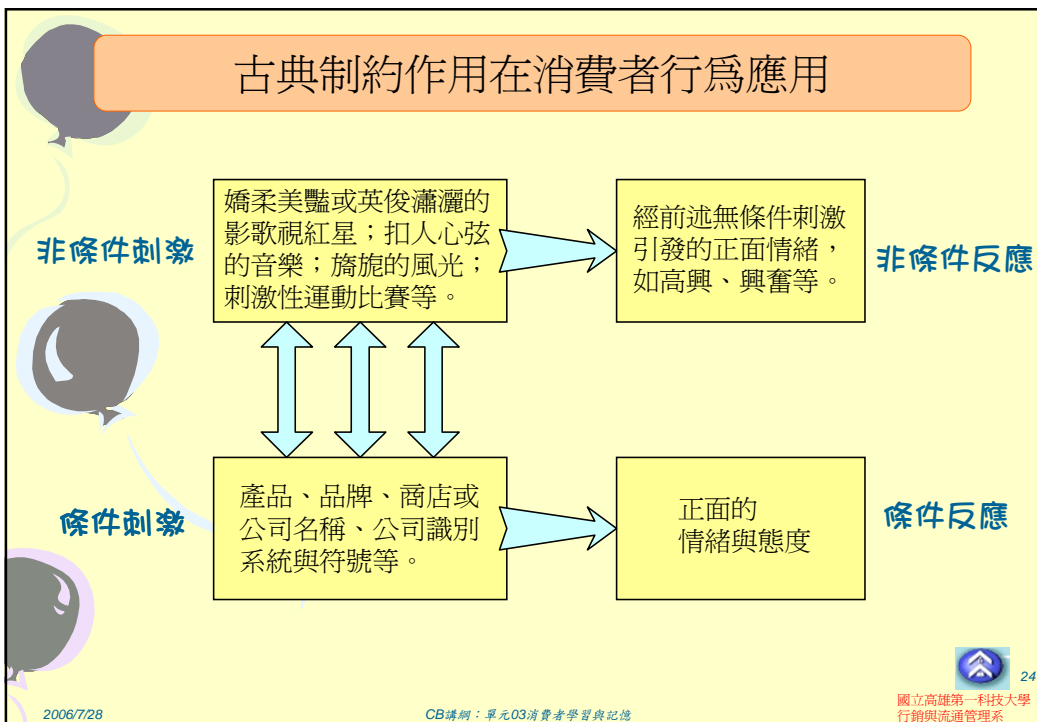 古典制約作用在消費者行為應用
非條件刺激
嬌柔美豔或英俊瀟灑的
影歌視紅星；扣人心弦
的音樂；旖旎的風光；
刺激性運動比賽等。
經前述無條件刺激
引發的正面情緒，
如高興、興奮等。
非條件反應
條件刺激
產品、品牌、商店或
公司名稱、公司識別
系統與符號等。
正面的
情緒與態度
條件反應
24
國立高雄第一科技大學
行銷與流通管理系
2006/7/28
CB講綱：單元03消費者學習與記憶